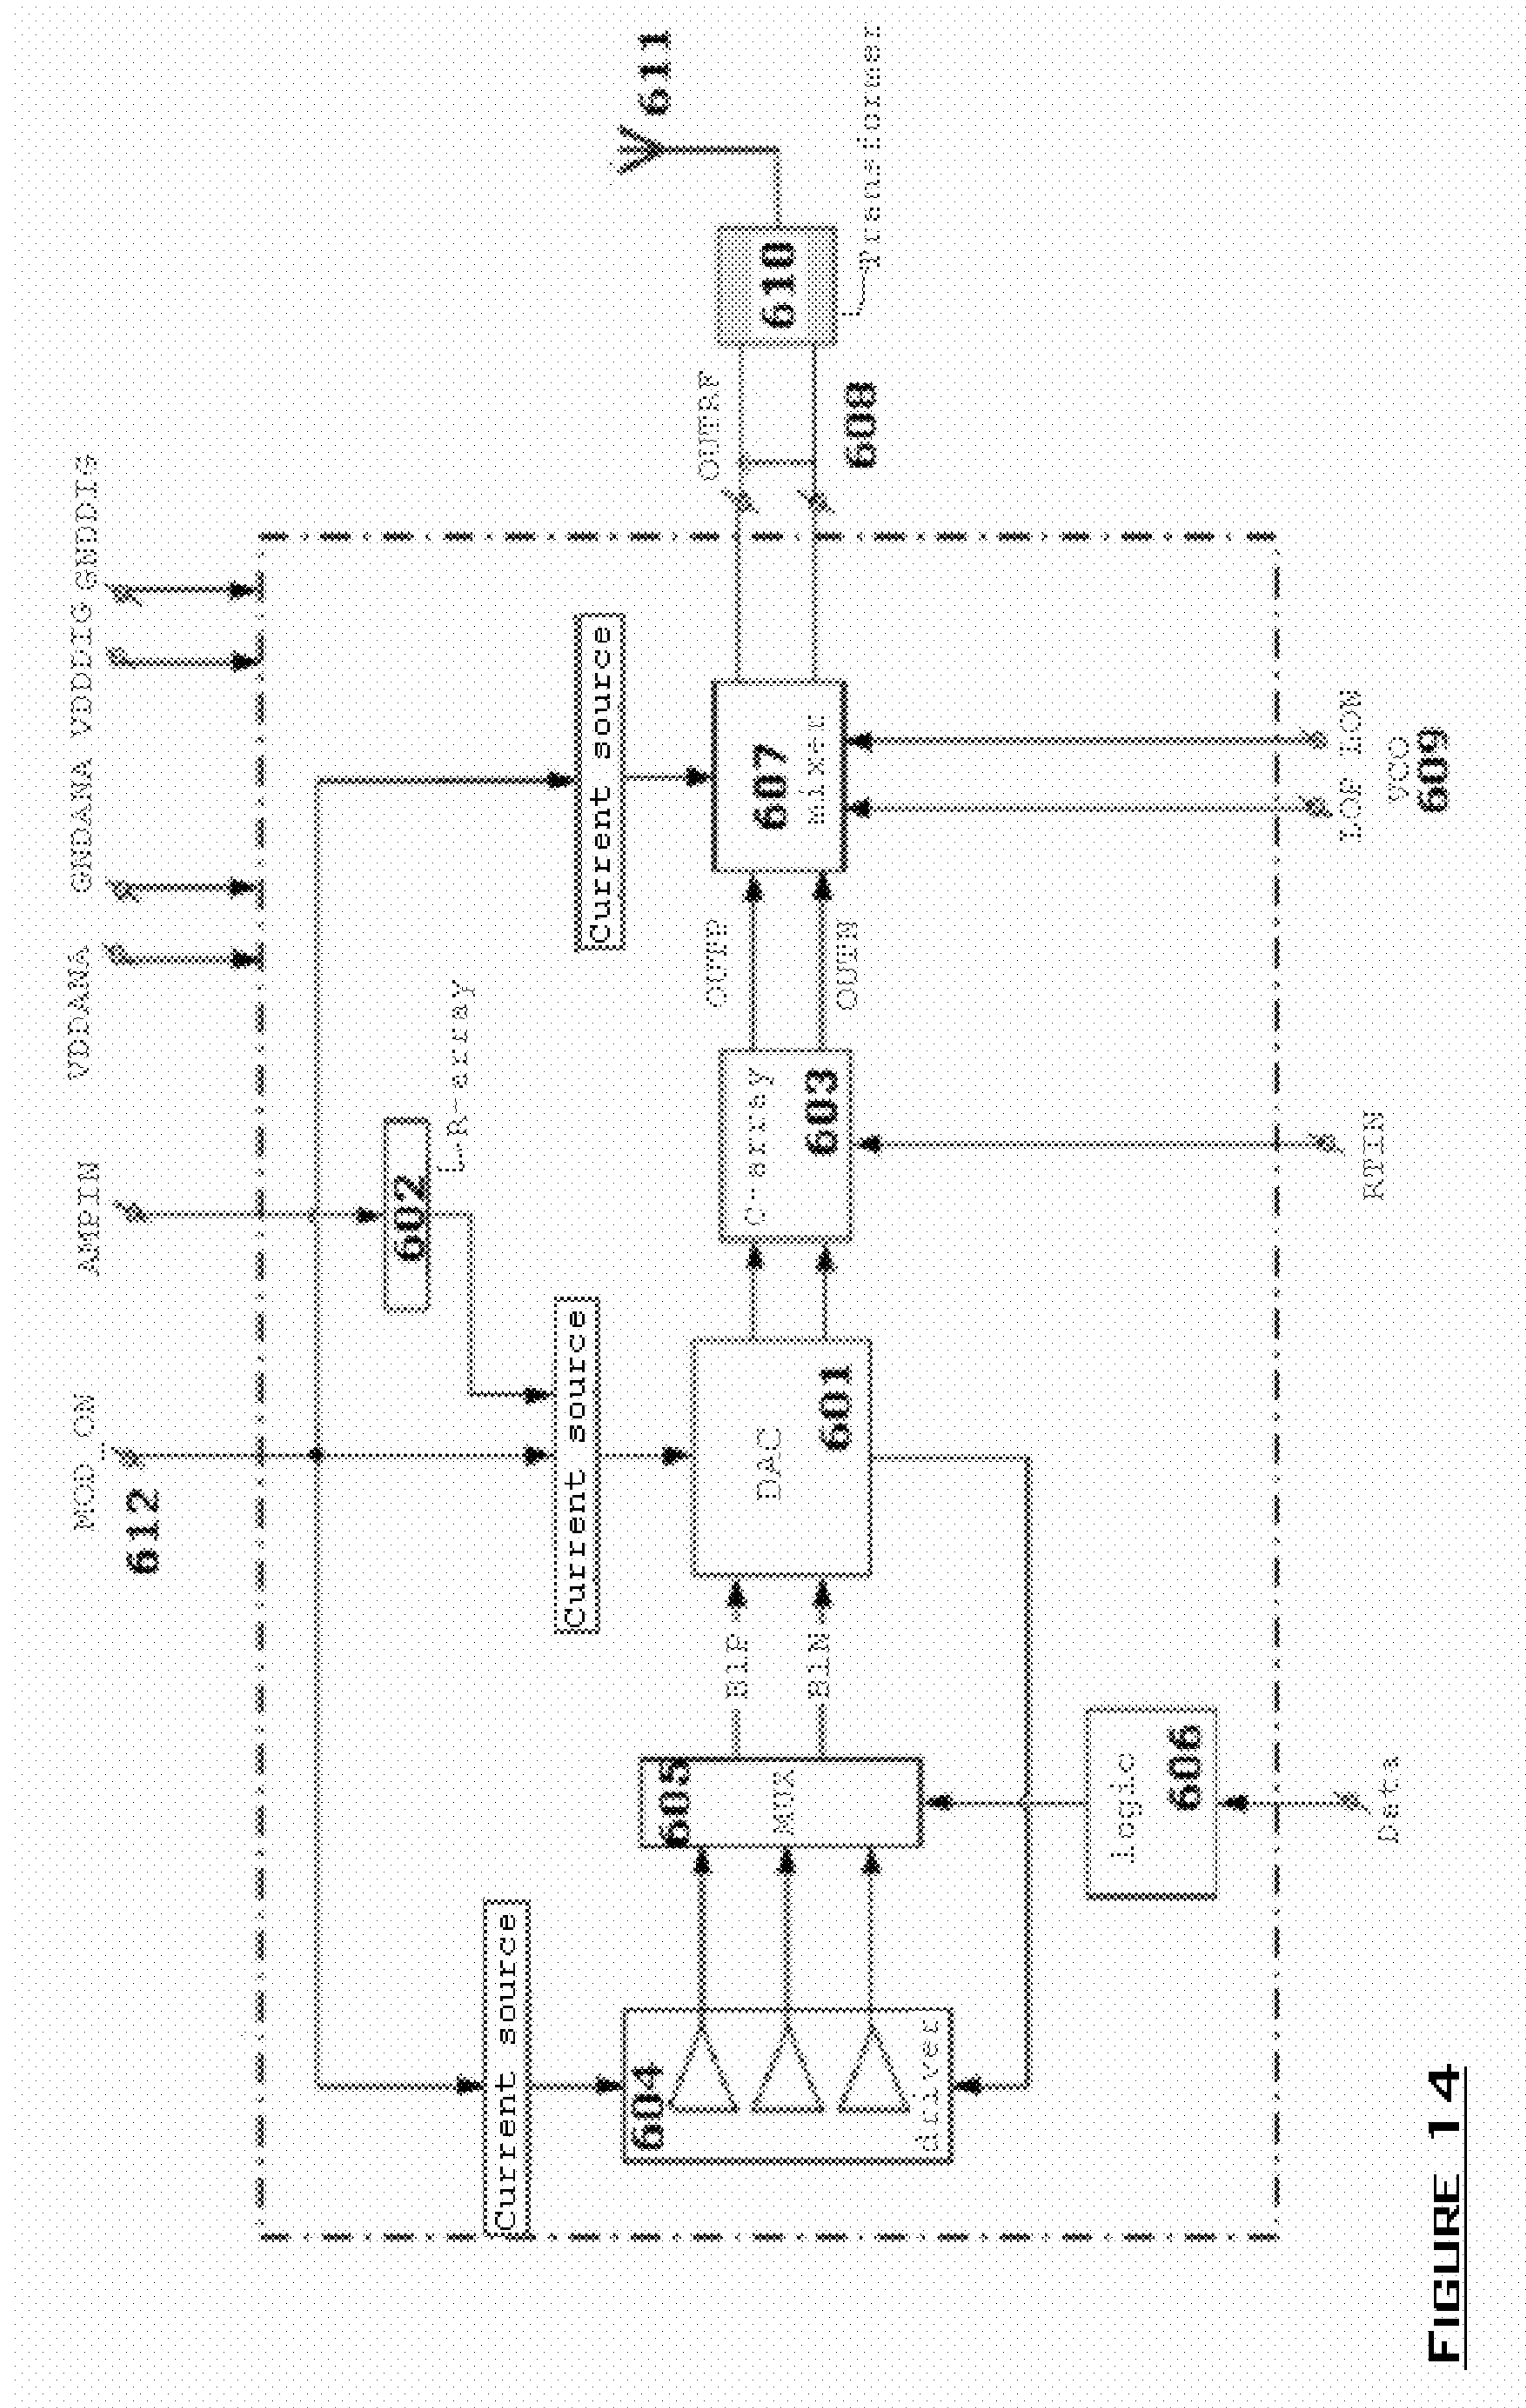 MOD_ON
612
AMPIN
VDDANA
GNDANA
VDDDIG
GNDDIG
602
R-array
Current source
Current source
Current source
604
driver
605
MUX
B1P
B1N
DAC
601
C-array
603
OUTP
OUTN
607
mixer
OUTRF
608
610
Transformer
611
logic
606
Data
RTIN
LOP
LON
VCO
609
FIGURE 14